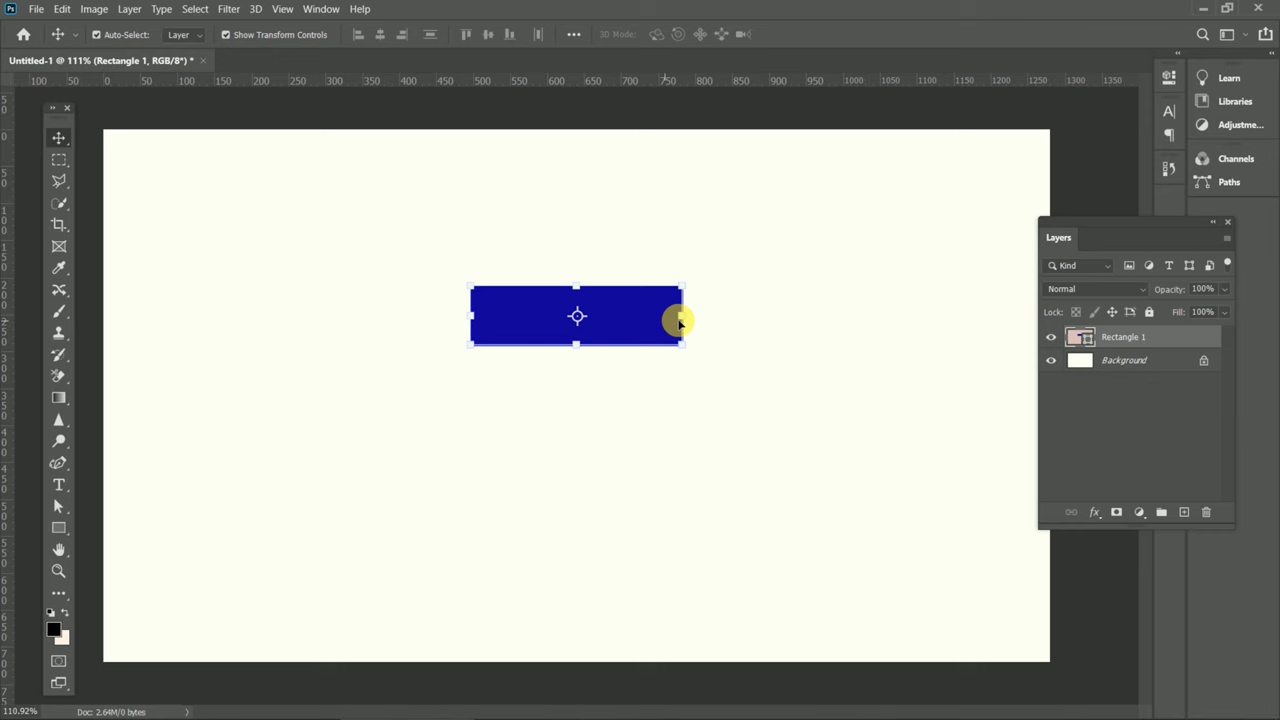 Ps File Edit Image Layer Type Select Filter 3D View Window Help
Auto-Select: Layer Show Transform Controls 3D Mode:
Untitled-1 @ 111% (Rectangle 1, RGB/8*) *
100 50 0 50 100 150 200 250 300 350 400 450 500 550 600 650 700 750 800 850 900 950 1000 1050 1100 1150 1200 1250 1300 1350
Learn
Libraries
Adjustme...
Channels
Paths
Layers
Kind
Normal Opacity: 100%
Lock: Fill: 100%
Rectangle 1
Background
fx
110.92% Doc: 2.64M/0 bytes